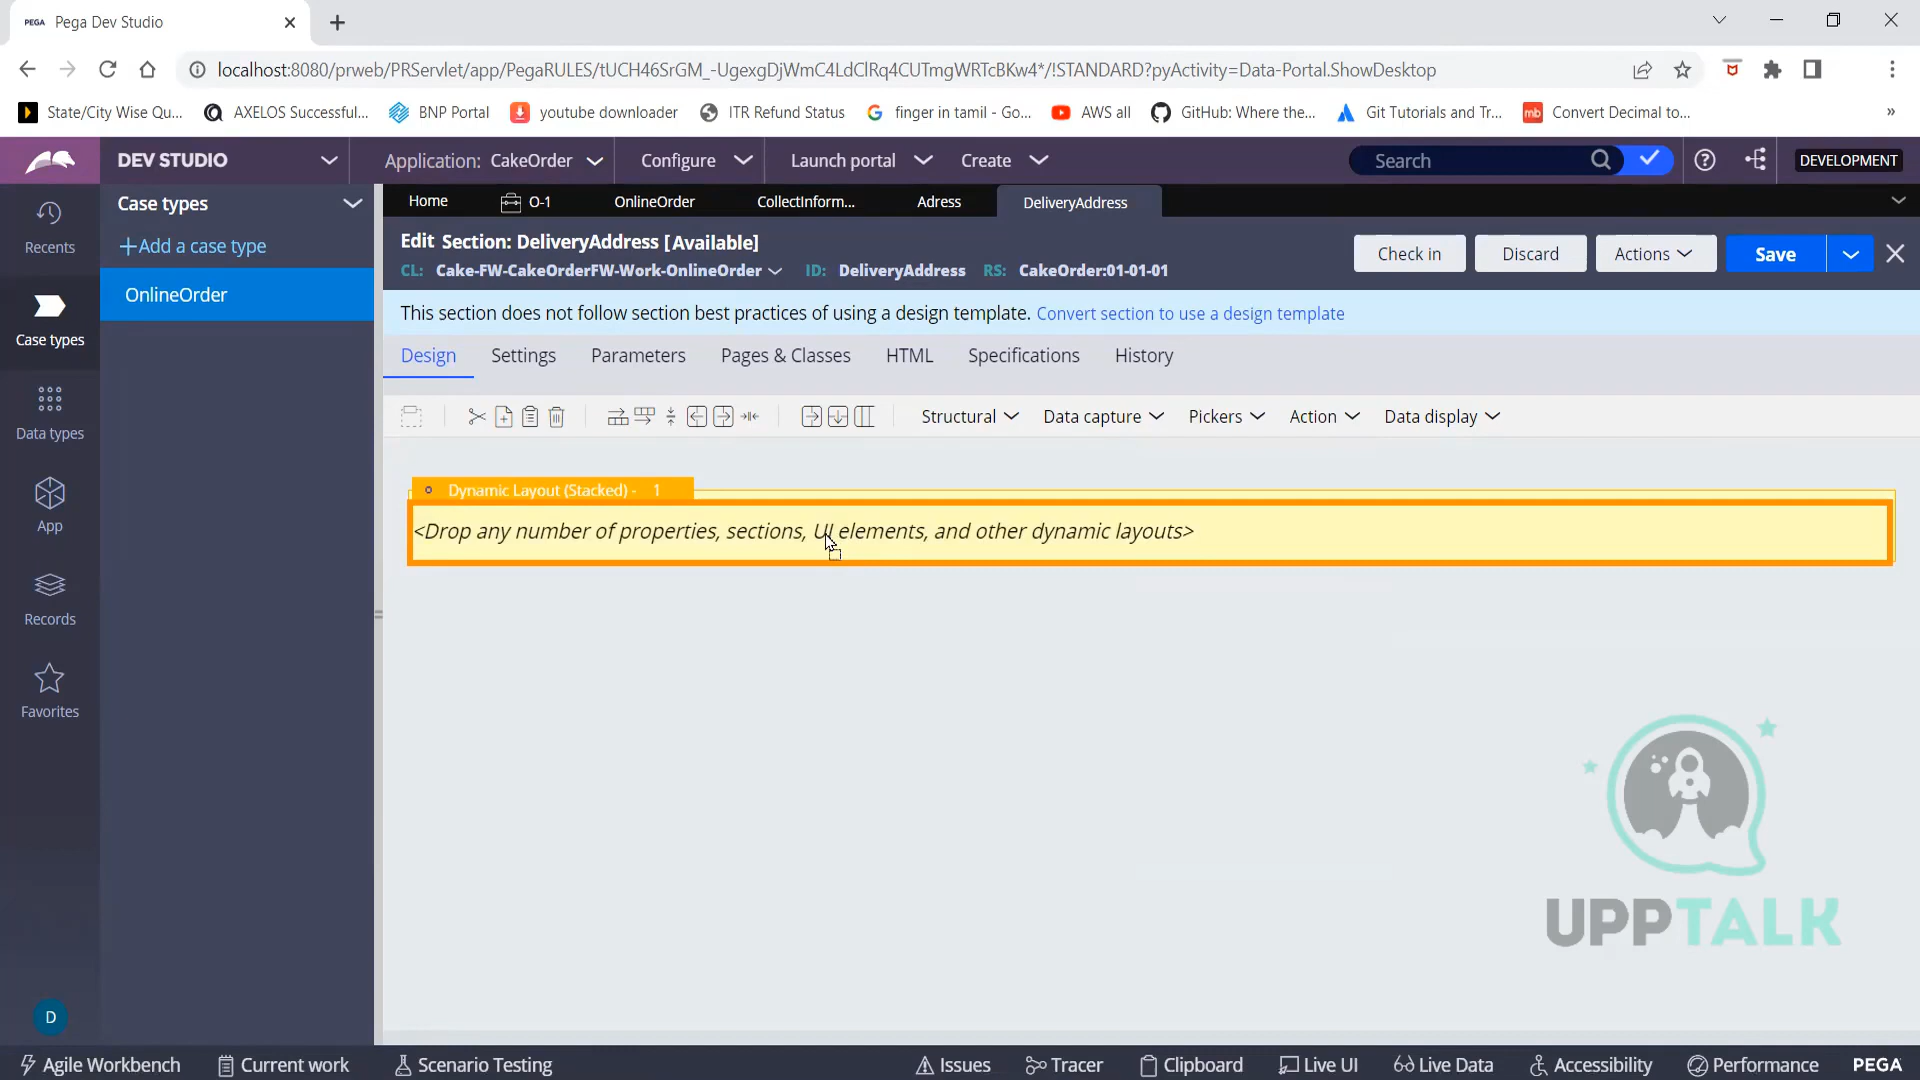 PEGA Pega Dev Studio
localhost:8080/prweb/PRServlet/app/PegaRULES/tUCH46SrGM_-UgexgDjWmC4LdClRq4CUTmgWRTcBKw4*/!STANDARD?pyActivity=Data-Portal.ShowDesktop
State/City Wise Qu... AXELOS Successful... BNP Portal youtube downloader ITR Refund Status finger in tamil - Go... AWS all GitHub: Where the... Git Tutorials and Tr... mb Convert Decimal to... »
DEV STUDIO Application: CakeOrder Configure Launch portal Create Search DEVELOPMENT
Recents
Case types
Data types
App
Records
Favorites
D
Case types
Add a case type
OnlineOrder
Home O-1 OnlineOrder CollectInform... Adress DeliveryAddress
Edit Section: DeliveryAddress [Available]
CL: Cake-FW-CakeOrderFW-Work-OnlineOrder ID: DeliveryAddress RS: CakeOrder:01-01-01
Check in Discard Actions Save
This section does not follow section best practices of using a design template. Convert section to use a design template
Design Settings Parameters Pages & Classes HTML Specifications History
Structural Data capture Pickers Action Data display
Dynamic Layout (Stacked) - 1
<Drop any number of properties, sections, UI elements, and other dynamic layouts>
UPPTALK
Agile Workbench Current work Scenario Testing Issues Tracer Clipboard Live UI Live Data Accessibility Performance PEGA